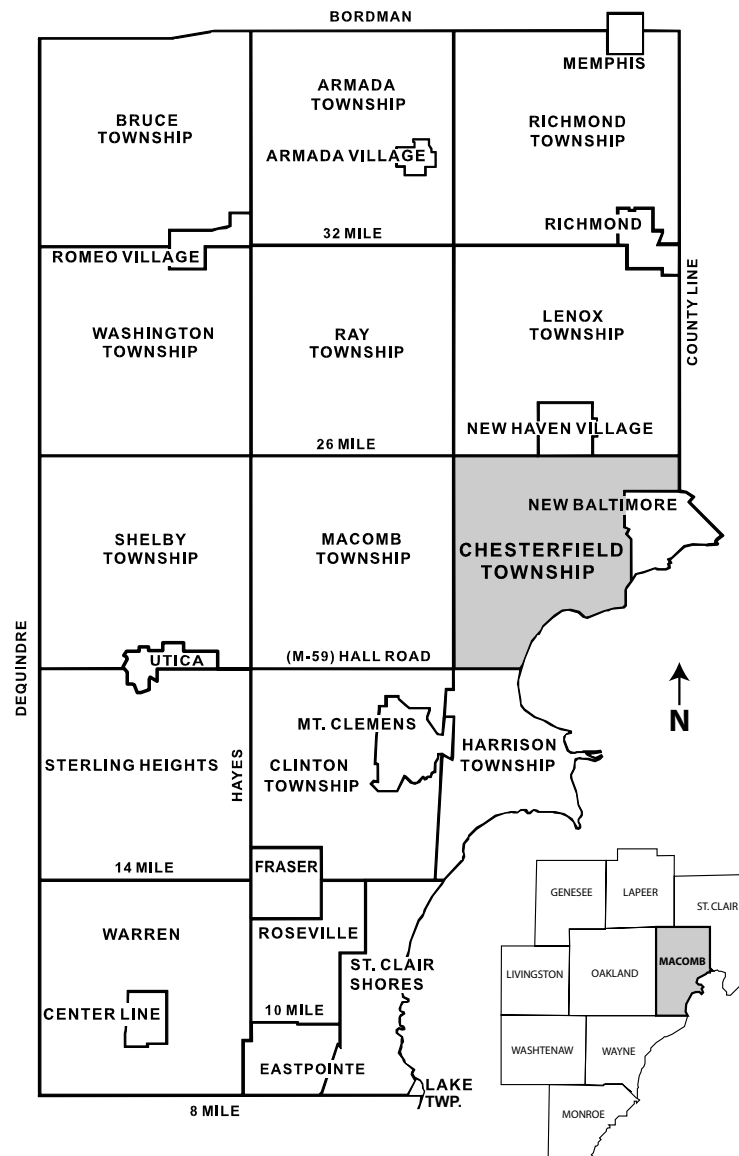 BORDMAN
MEMPHIS
BRUCE
TOWNSHIP
ARMADA
TOWNSHIP
RICHMOND
TOWNSHIP
ARMADA VILLAGE
RICHMOND
32 MILE
ROMEO VILLAGE
COUNTY LINE
WASHINGTON
TOWNSHIP
RAY
TOWNSHIP
LENOX
TOWNSHIP
NEW HAVEN VILLAGE
26 MILE
NEW BALTIMORE
SHELBY
TOWNSHIP
MACOMB
TOWNSHIP
CHESTERFIELD
TOWNSHIP
UTICA
(M-59) HALL ROAD
DEQUINDRE
N
MT. CLEMENS
STERLING HEIGHTS
HAYES
CLINTON
TOWNSHIP
HARRISON
TOWNSHIP
14 MILE
FRASER
WARREN
ROSEVILLE
ST. CLAIR
SHORES
CENTER LINE
10 MILE
EASTPOINTE
LAKE
TWP.
8 MILE
GENESEE
LAPEER
ST. CLAIR
LIVINGSTON
OAKLAND
MACOMB
WASHTENAW
WAYNE
MONROE